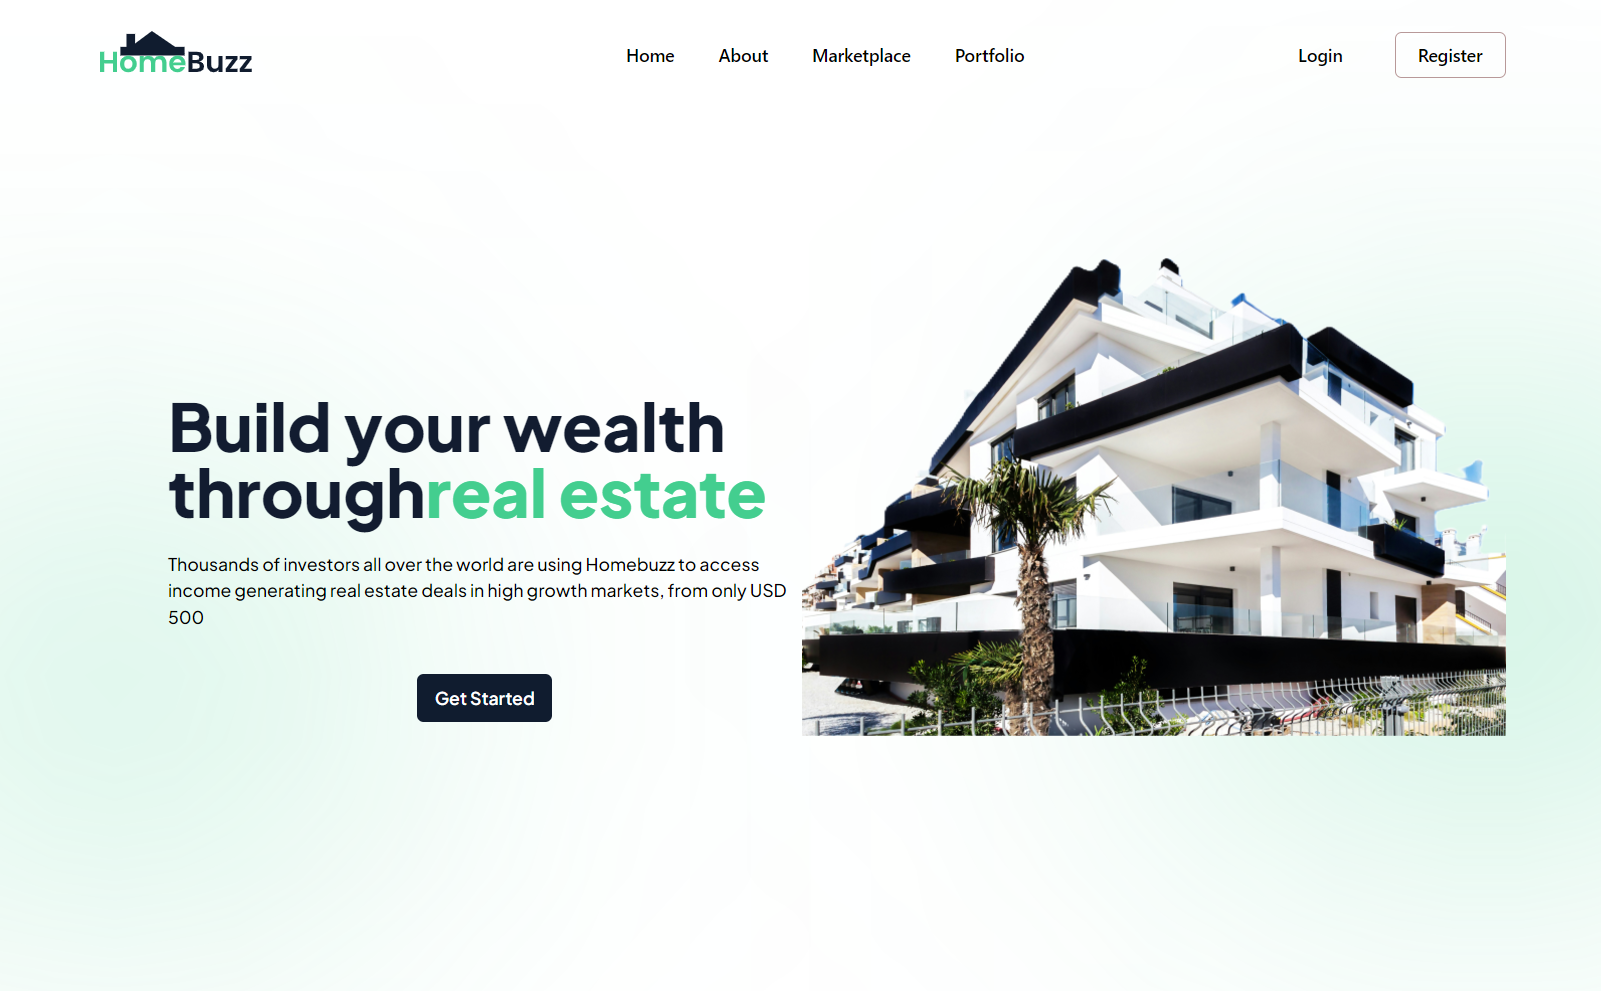 HomeBuzz
Home
About
Marketplace
Portfolio
Login
Register
Build your wealth
throughreal estate
Thousands of investors all over the world are using Homebuzz to access
income generating real estate deals in high growth markets, from only USD
500
Get Started